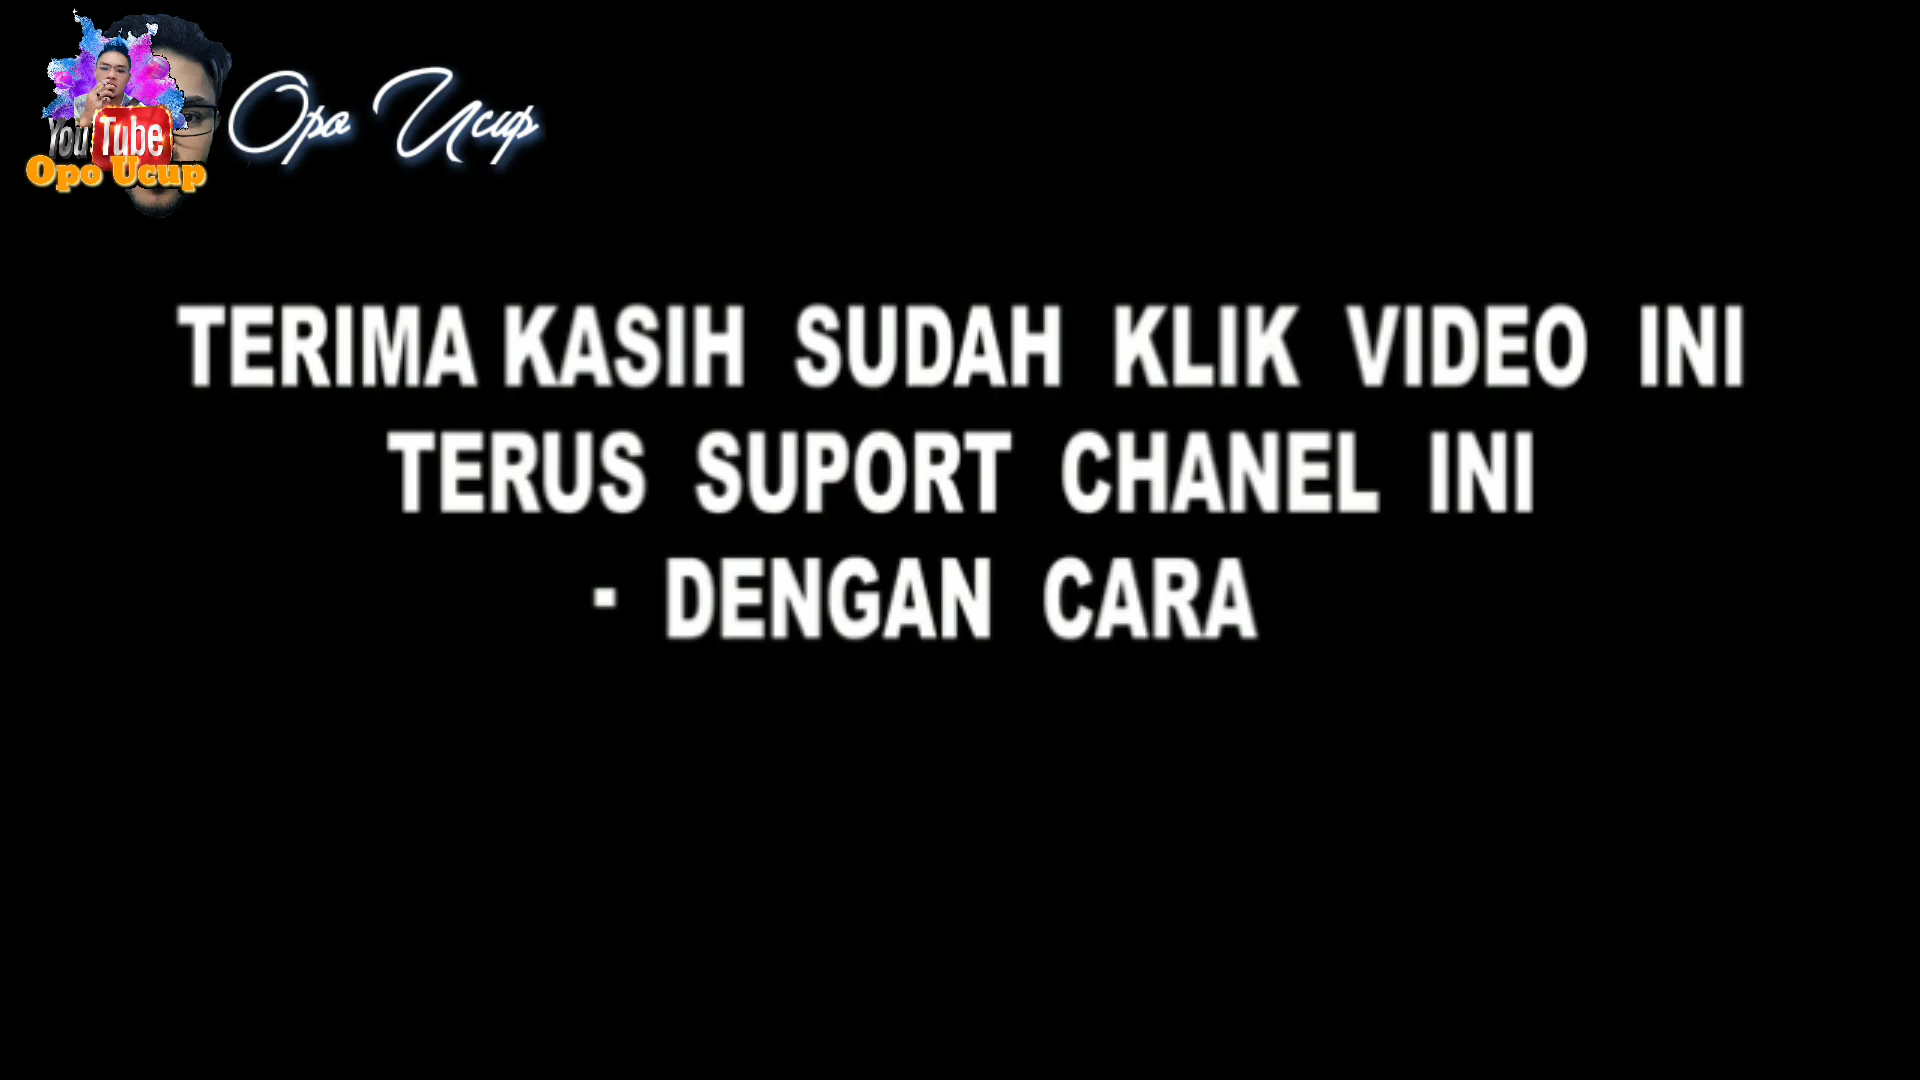 Opo Ucup
YouTube
Opo Ucup
TERIMA KASIH SUDAH KLIK VIDEO INI
TERUS SUPORT CHANEL INI
- DENGAN CARA